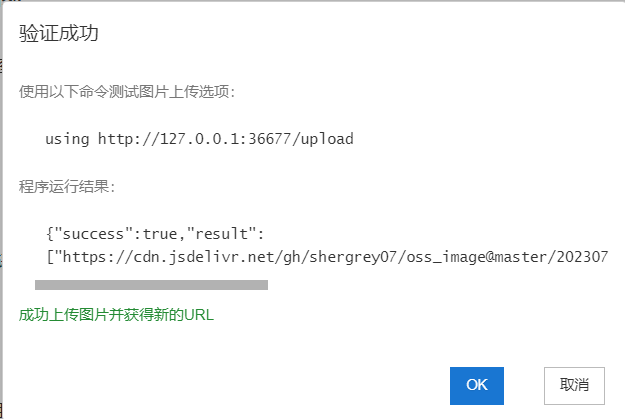 验证成功
使用以下命令测试图片上传选项：
using http://127.0.0.1:36677/upload
程序运行结果：
{"success":true,"result":
["https://cdn.jsdelivr.net/gh/shergrey07/oss_image@master/202307
成功上传图片并获得新的URL
OK
取消